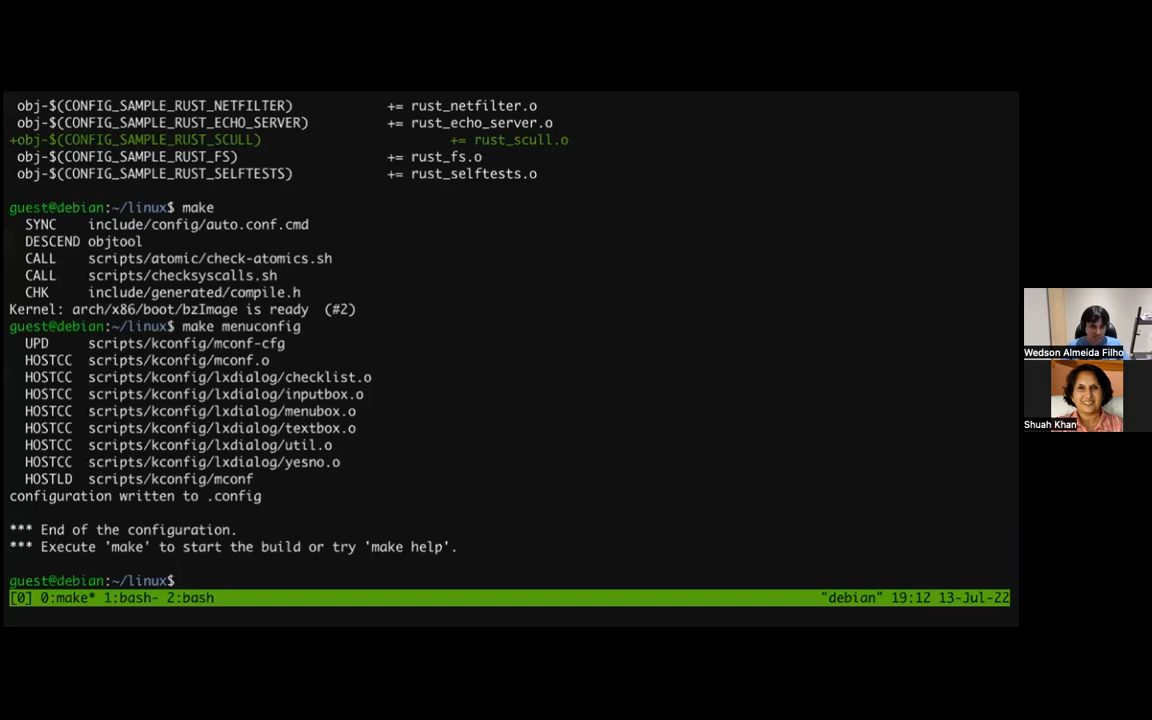 obj-$(CONFIG_SAMPLE_RUST_NETFILTER) += rust_netfilter.o
obj-$(CONFIG_SAMPLE_RUST_ECHO_SERVER) += rust_echo_server.o
+obj-$(CONFIG_SAMPLE_RUST_SCULL) += rust_scull.o
obj-$(CONFIG_SAMPLE_RUST_FS) += rust_fs.o
obj-$(CONFIG_SAMPLE_RUST_SELFTESTS) += rust_selftests.o
guest@debian:~/linux$ make
SYNC include/config/auto.conf.cmd
DESCEND objtool
CALL scripts/atomic/check-atomics.sh
CALL scripts/checksyscalls.sh
CHK include/generated/compile.h
Kernel: arch/x86/boot/bzImage is ready (#2)
guest@debian:~/linux$ make menuconfig
UPD scripts/kconfig/mconf-cfg
HOSTCC scripts/kconfig/mconf.o
HOSTCC scripts/kconfig/lxdialog/checklist.o
HOSTCC scripts/kconfig/lxdialog/inputbox.o
HOSTCC scripts/kconfig/lxdialog/menubox.o
HOSTCC scripts/kconfig/lxdialog/textbox.o
HOSTCC scripts/kconfig/lxdialog/util.o
HOSTCC scripts/kconfig/lxdialog/yesno.o
HOSTLD scripts/kconfig/mconf
configuration written to .config
*** End of the configuration.
*** Execute 'make' to start the build or try 'make help'.
guest@debian:~/linux$
[0] 0:make* 1:bash- 2:bash "debian" 19:12 13-Jul-22
Wedson Almeida Filho
Shuah Khan